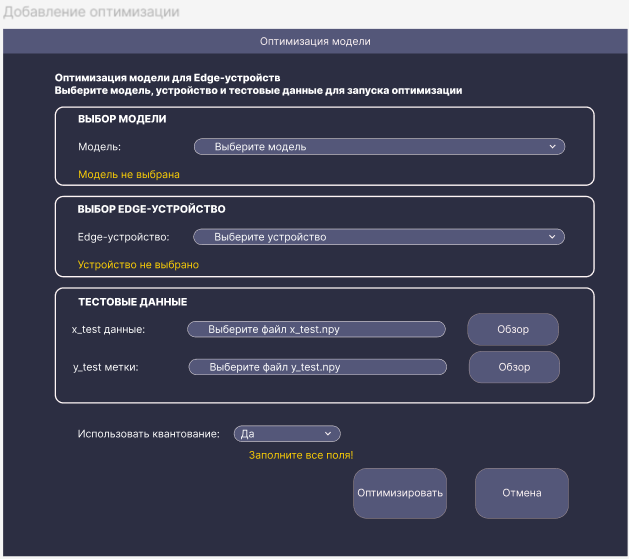 Добавление оптимизации
Оптимизация модели
Оптимизация модели для Edge-устройств
Выберите модель, устройство и тестовые данные для запуска оптимизации
ВЫБОР МОДЕЛИ
Модель: Выберите модель
Модель не выбрана
ВЫБОР EDGE-УСТРОЙСТВО
Edge-устройство: Выберите устройство
Устройство не выбрано
ТЕСТОВЫЕ ДАННЫЕ
x_test данные: Выберите файл x_test.npy Обзор
y_test метки: Выберите файл y_test.npy Обзор
Использовать квантование: Да
Заполните все поля!
Оптимизировать Отмена